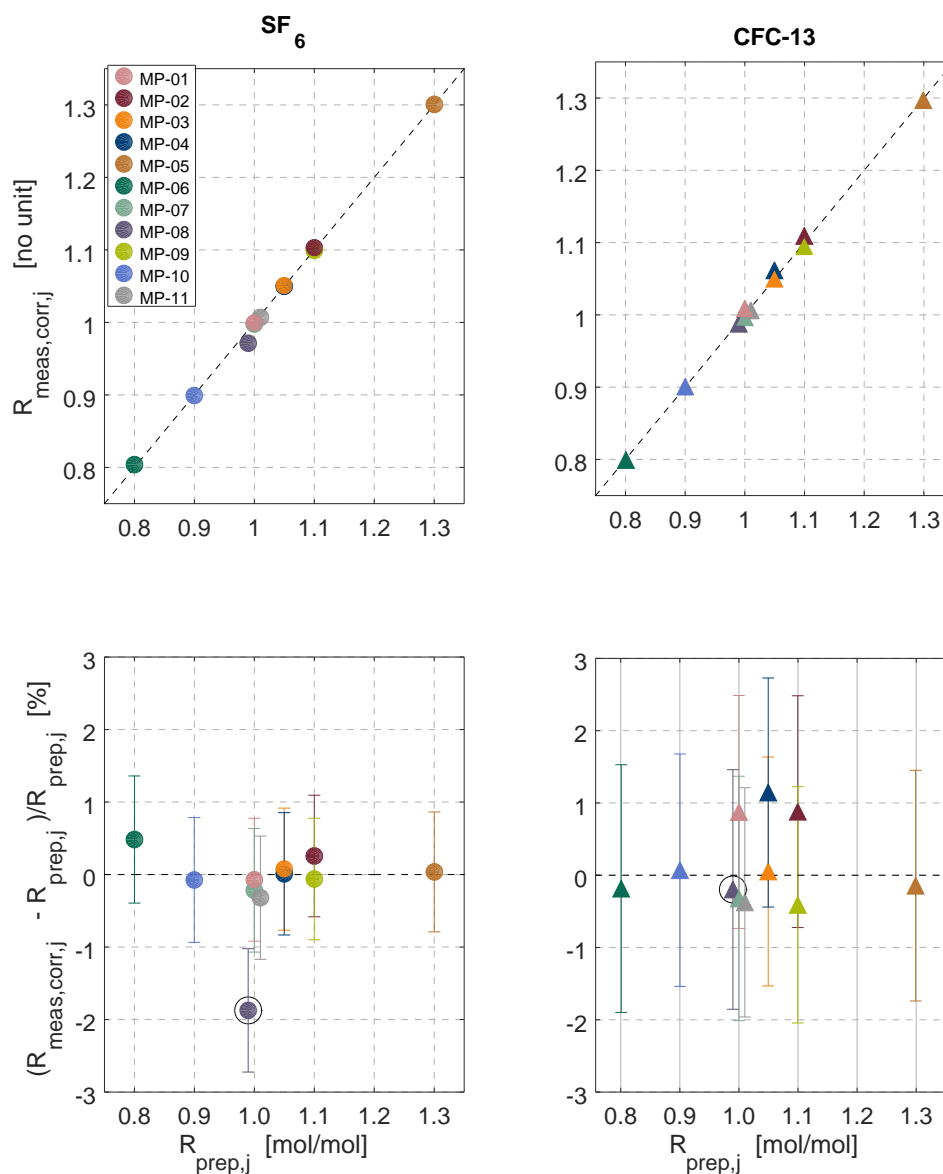 SF6
CFC-13
MP-01
MP-02
MP-03
MP-04
MP-05
MP-06
MP-07
MP-08
MP-09
MP-10
MP-11
Rmeas,corr,j [no unit]
1.3
1.2
1.1
1
0.9
0.8
0.8 0.9 1 1.1 1.2 1.3
1.3
1.2
1.1
1
0.9
0.8
0.8 0.9 1 1.1 1.2 1.3
(Rmeas,corr,j - Rprep,j )/Rprep,j [%]
3
2
1
0
-1
-2
-3
0.8 0.9 1.0 1.1 1.2 1.3
Rprep,j [mol/mol]
3
2
1
0
-1
-2
-3
0.8 0.9 1.0 1.1 1.2 1.3
Rprep,j [mol/mol]